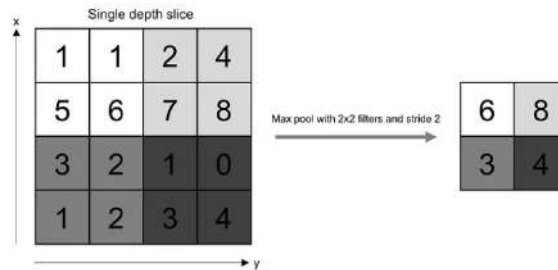 Single depth slice
x
1 1 2 4
5 6 7 8
3 2 1 0
1 2 3 4
y
Max pool with 2x2 filters and stride 2
6 8
3 4